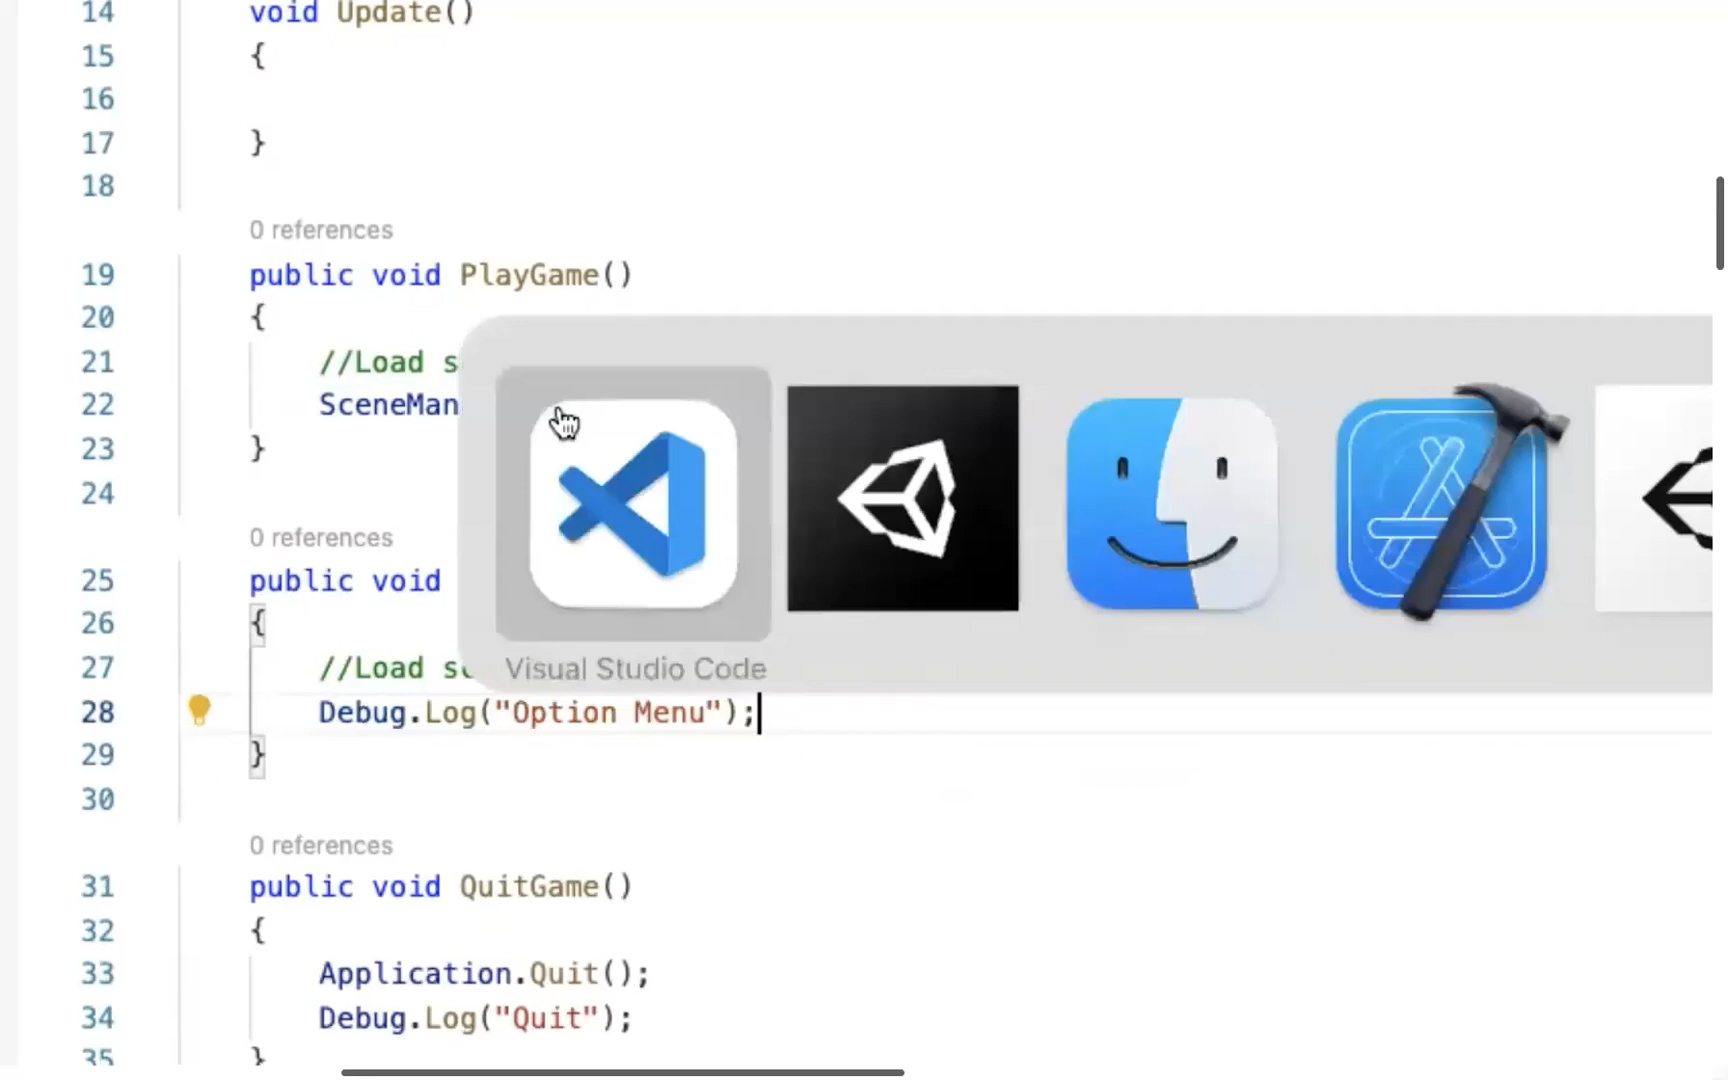 14 void Update()
15 {
16
17 }
18
0 references
19 public void PlayGame()
20 {
21 //Load s
22 SceneMan
23 }
24
0 references
25 public void
26 {
27 //Load s
Visual Studio Code
28 Debug.Log("Option Menu");
29 }
30
0 references
31 public void QuitGame()
32 {
33 Application.Quit();
34 Debug.Log("Quit");
35 }